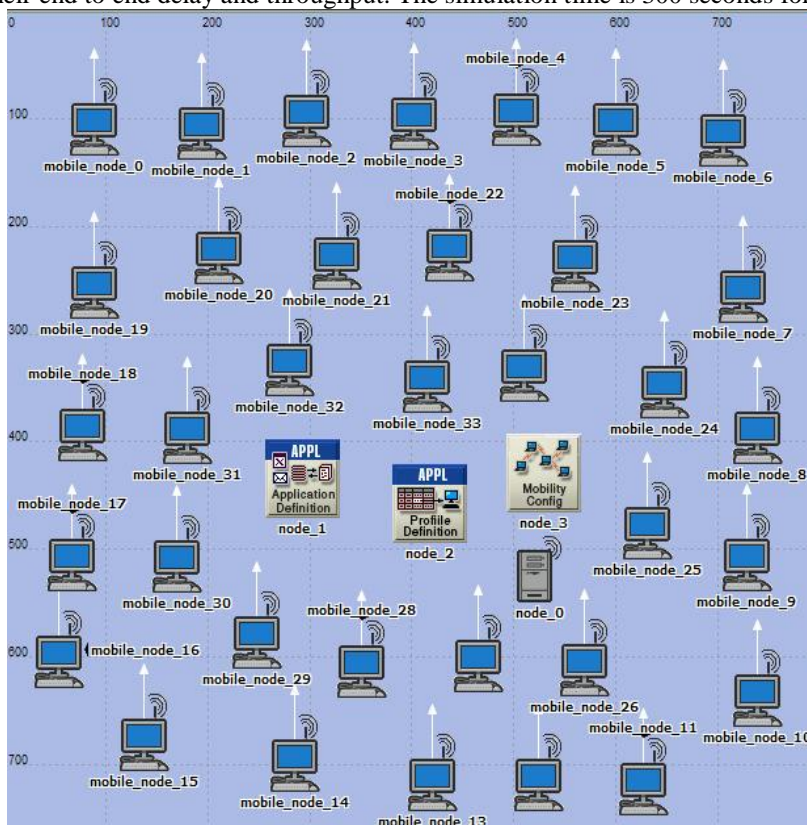 eir end to end delay and throughput. The simulation time is 300 seconds for
0 100 200 300 400 500 600 700
mobile_node_4
100
mobile_node_0 mobile_node_1 mobile_node_2 mobile_node_3 mobile_node_5 mobile_node_6
mobile_node_22
200
mobile_node_20 mobile_node_21 mobile_node_23
mobile_node_19 mobile_node_7
300
mobile_node_18
mobile_node_32 mobile_node_33 mobile_node_24
400
mobile_node_31 mobile_node_8
APPL
Application
Definition
node_1
APPL
Profile
Definition
node_2
Mobility
Config
node_3
mobile_node_17
500
mobile_node_30 node_0 mobile_node_25 mobile_node_9
mobile_node_28
600
mobile_node_16
mobile_node_29 mobile_node_26
mobile_node_11 mobile_node_10
700
mobile_node_15 mobile_node_14
mobile_node_13